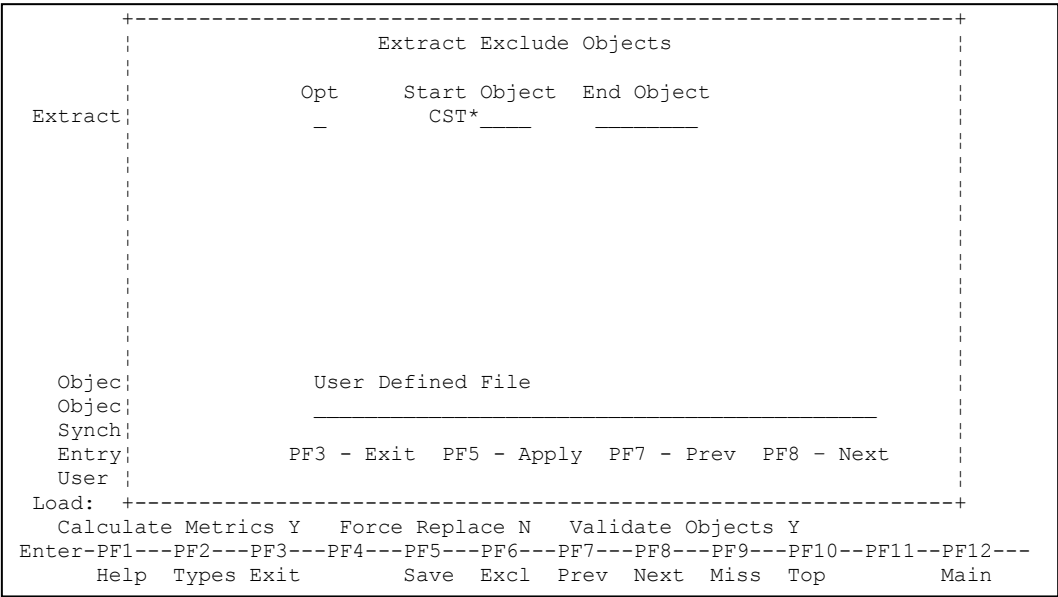 +----------------------------------------------------------------+
¦ Extract Exclude Objects ¦
¦ ¦
¦ Opt Start Object End Object ¦
Extract¦ _ CST*____ ________ ¦
¦ ¦
¦ ¦
¦ ¦
¦ ¦
¦ ¦
¦ ¦
¦ ¦
¦ ¦
¦ ¦
¦ ¦
Objec¦ User Defined File ¦
Objec¦ ____________________________________________ ¦
Synch¦ ¦
Entry¦ PF3 - Exit PF5 - Apply PF7 - Prev PF8 – Next ¦
User ¦ ¦
Load: +----------------------------------------------------------------+
Calculate Metrics Y Force Replace N Validate Objects Y
Enter-PF1---PF2---PF3---PF4---PF5---PF6---PF7---PF8---PF9---PF10--PF11--PF12---
Help Types Exit Save Excl Prev Next Miss Top Main